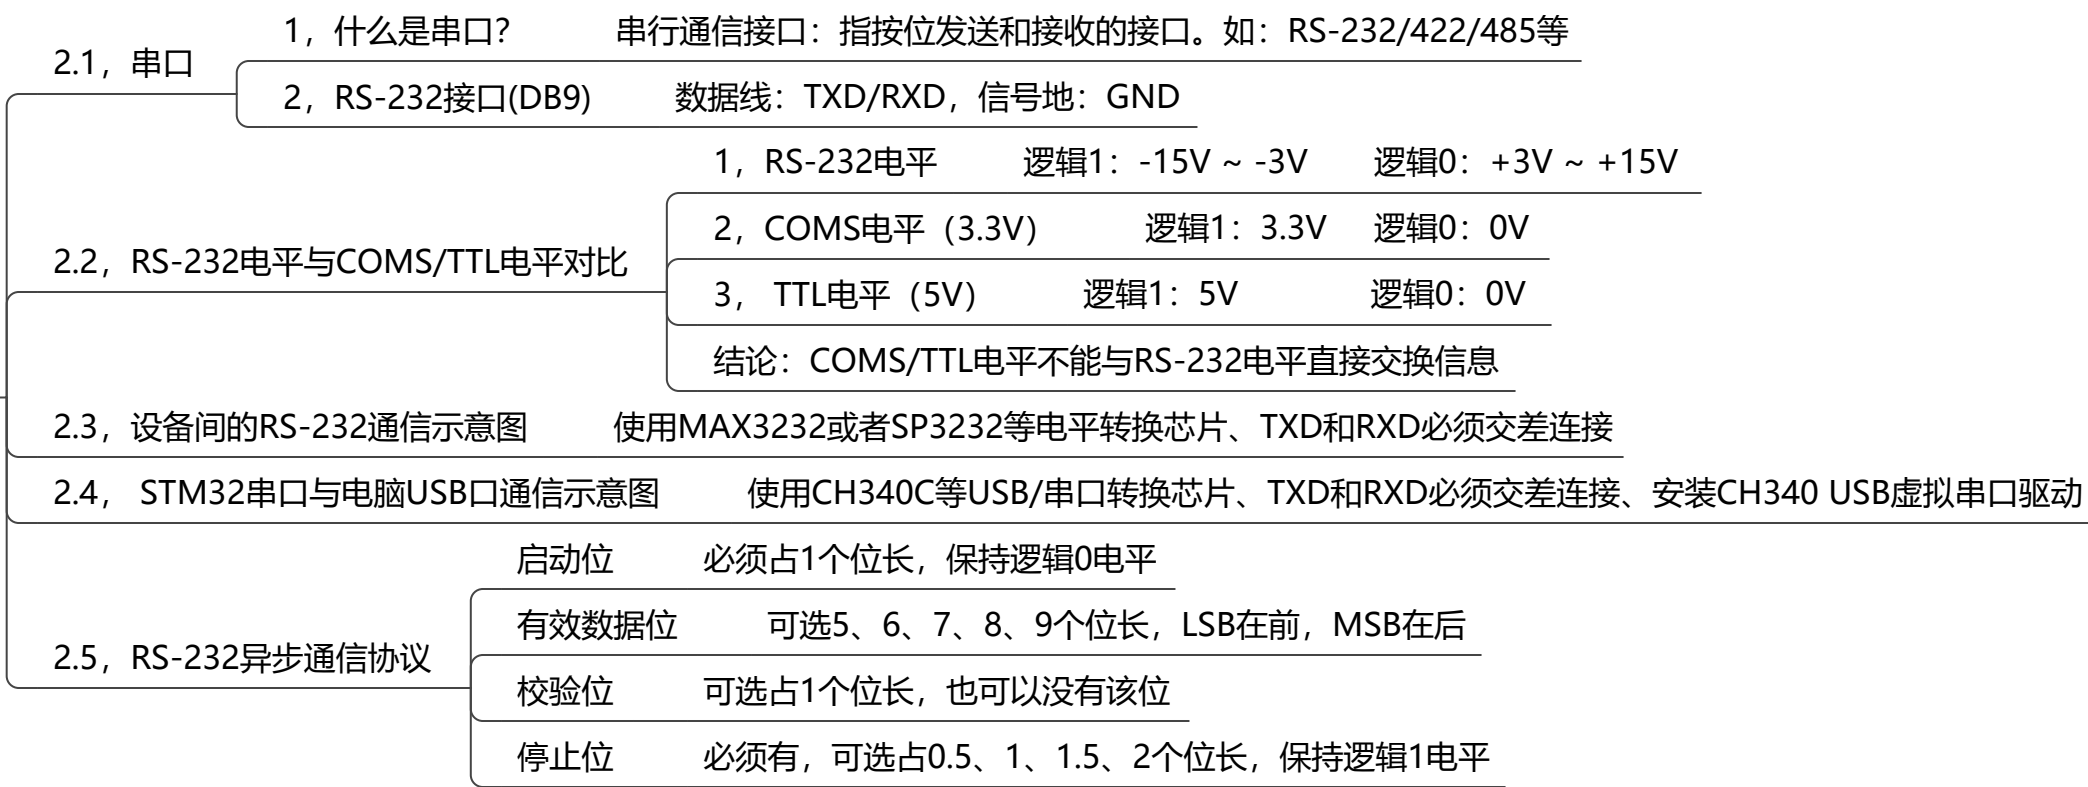 2.1，串口
1，什么是串口？ 串行通信接口：指按位发送和接收的接口。如：RS-232/422/485等
2，RS-232接口(DB9) 数据线：TXD/RXD，信号地：GND
2.2，RS-232电平与COMS/TTL电平对比
1，RS-232电平 逻辑1：-15V ~ -3V 逻辑0：+3V ~ +15V
2，COMS电平（3.3V） 逻辑1：3.3V 逻辑0：0V
3， TTL电平（5V） 逻辑1：5V 逻辑0：0V
结论：COMS/TTL电平不能与RS-232电平直接交换信息
2.3，设备间的RS-232通信示意图 使用MAX3232或者SP3232等电平转换芯片、TXD和RXD必须交差连接
2.4， STM32串口与电脑USB口通信示意图 使用CH340C等USB/串口转换芯片、TXD和RXD必须交差连接、安装CH340 USB虚拟串口驱动
2.5，RS-232异步通信协议
启动位 必须占1个位长，保持逻辑0电平
有效数据位 可选5、6、7、8、9个位长，LSB在前，MSB在后
校验位 可选占1个位长，也可以没有该位
停止位 必须有，可选占0.5、1、1.5、2个位长，保持逻辑1电平